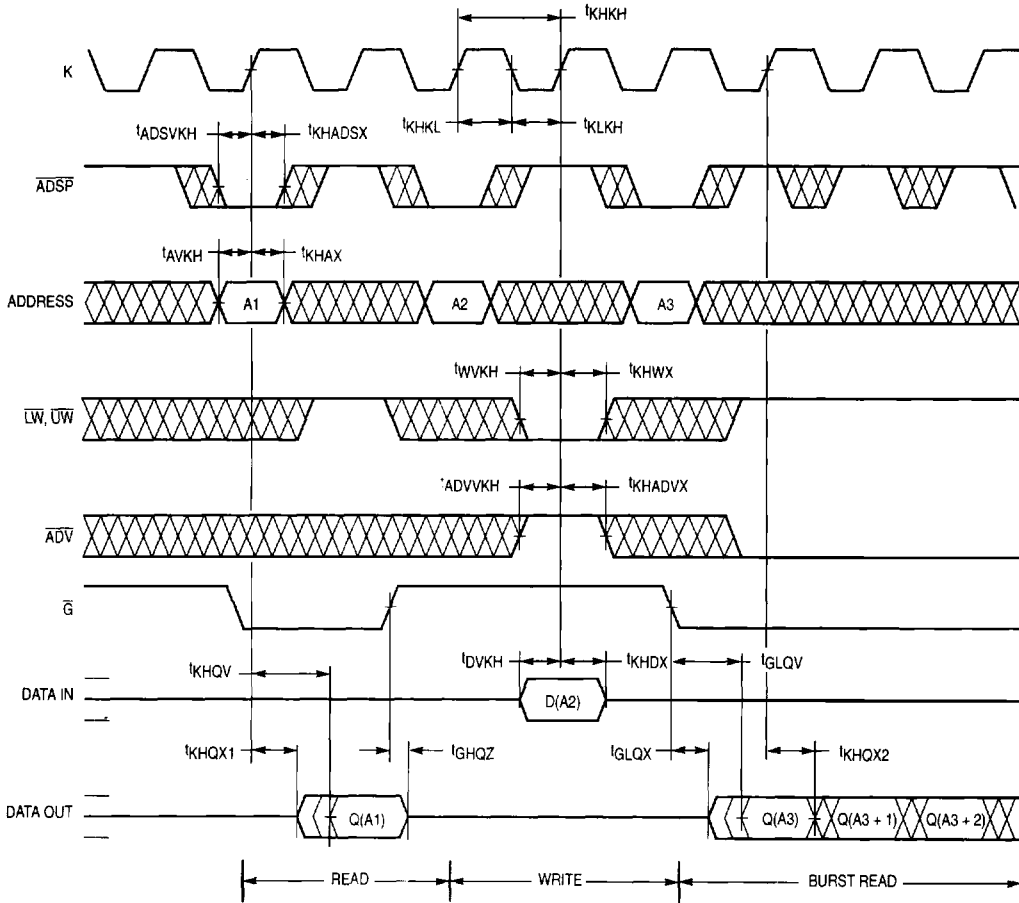 tKHKH
K
tADSVKH
tKHADSX
tKHKL
tKLKH
ADSP
tAVKH
tKHAX
ADDRESS
A1
A2
A3
tWVKH
tKHWX
LW, UW
tADVVKH
tKHADVX
ADV
G
tKHQV
tDVKH
tKHDX
tGLQV
DATA IN
D(A2)
tKHQX1
tGHQZ
tGLQX
tKHQX2
DATA OUT
Q(A1)
Q(A3)
Q(A3 + 1)
Q(A3 + 2)
READ
WRITE
BURST READ